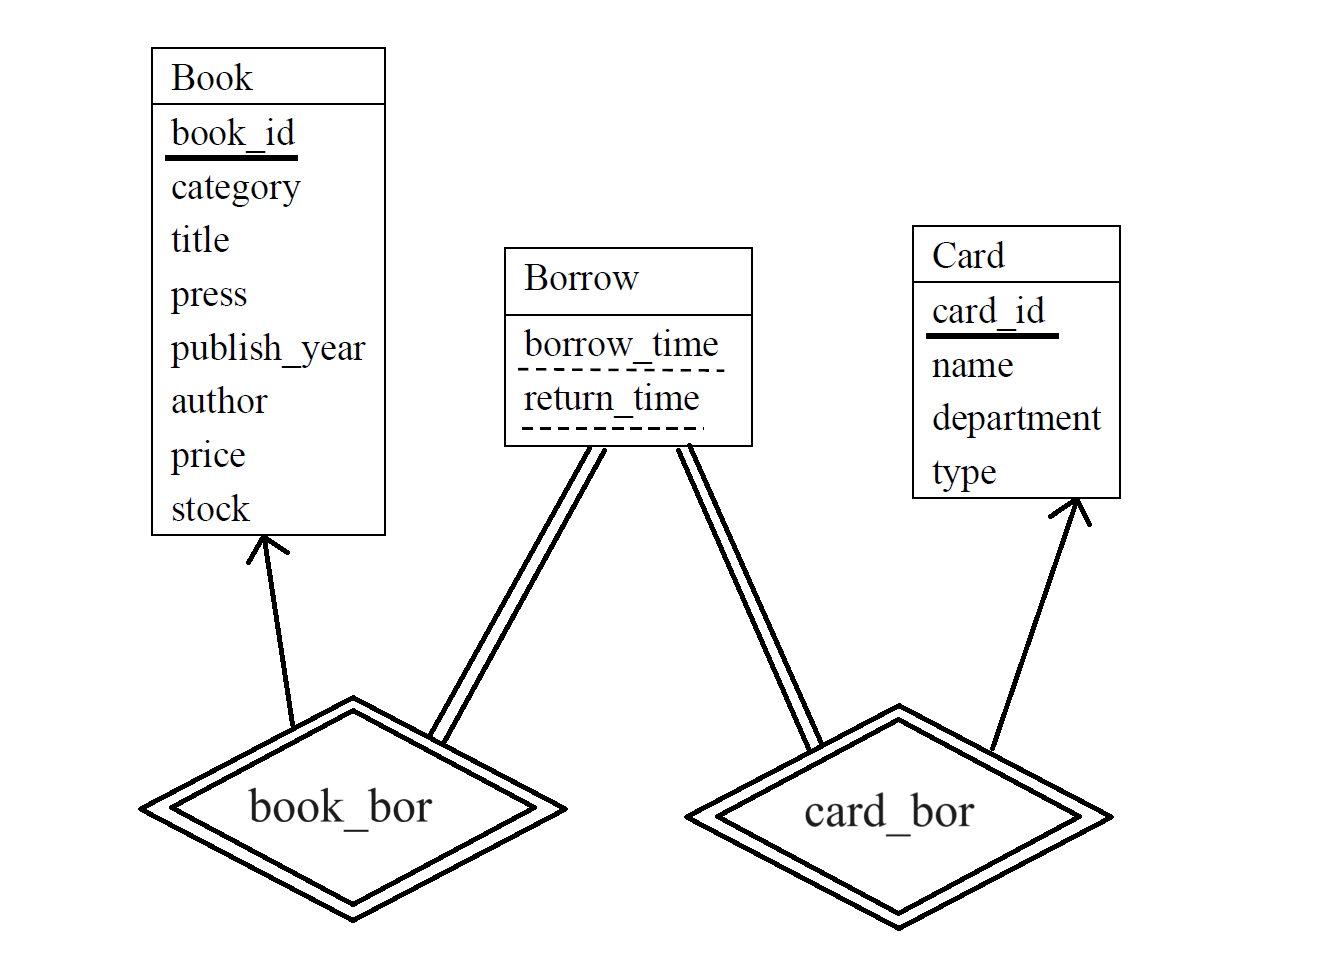 Book
book_id
category
title
press
publish_year
author
price
stock
Borrow
borrow_time
return_time
Card
card_id
name
department
type
book_bor
card_bor